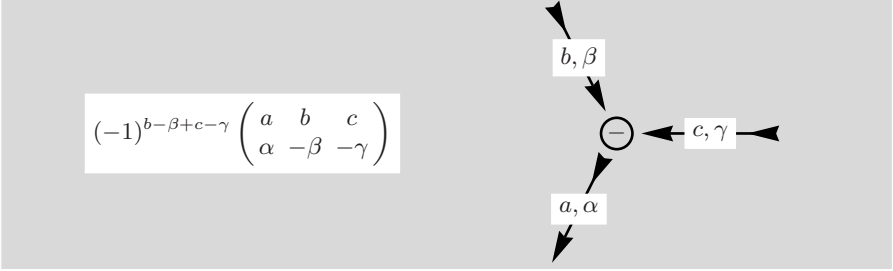 (−1)^{b−β+c−γ} ( a b c
α −β −γ )
b, β
−
c, γ
a, α